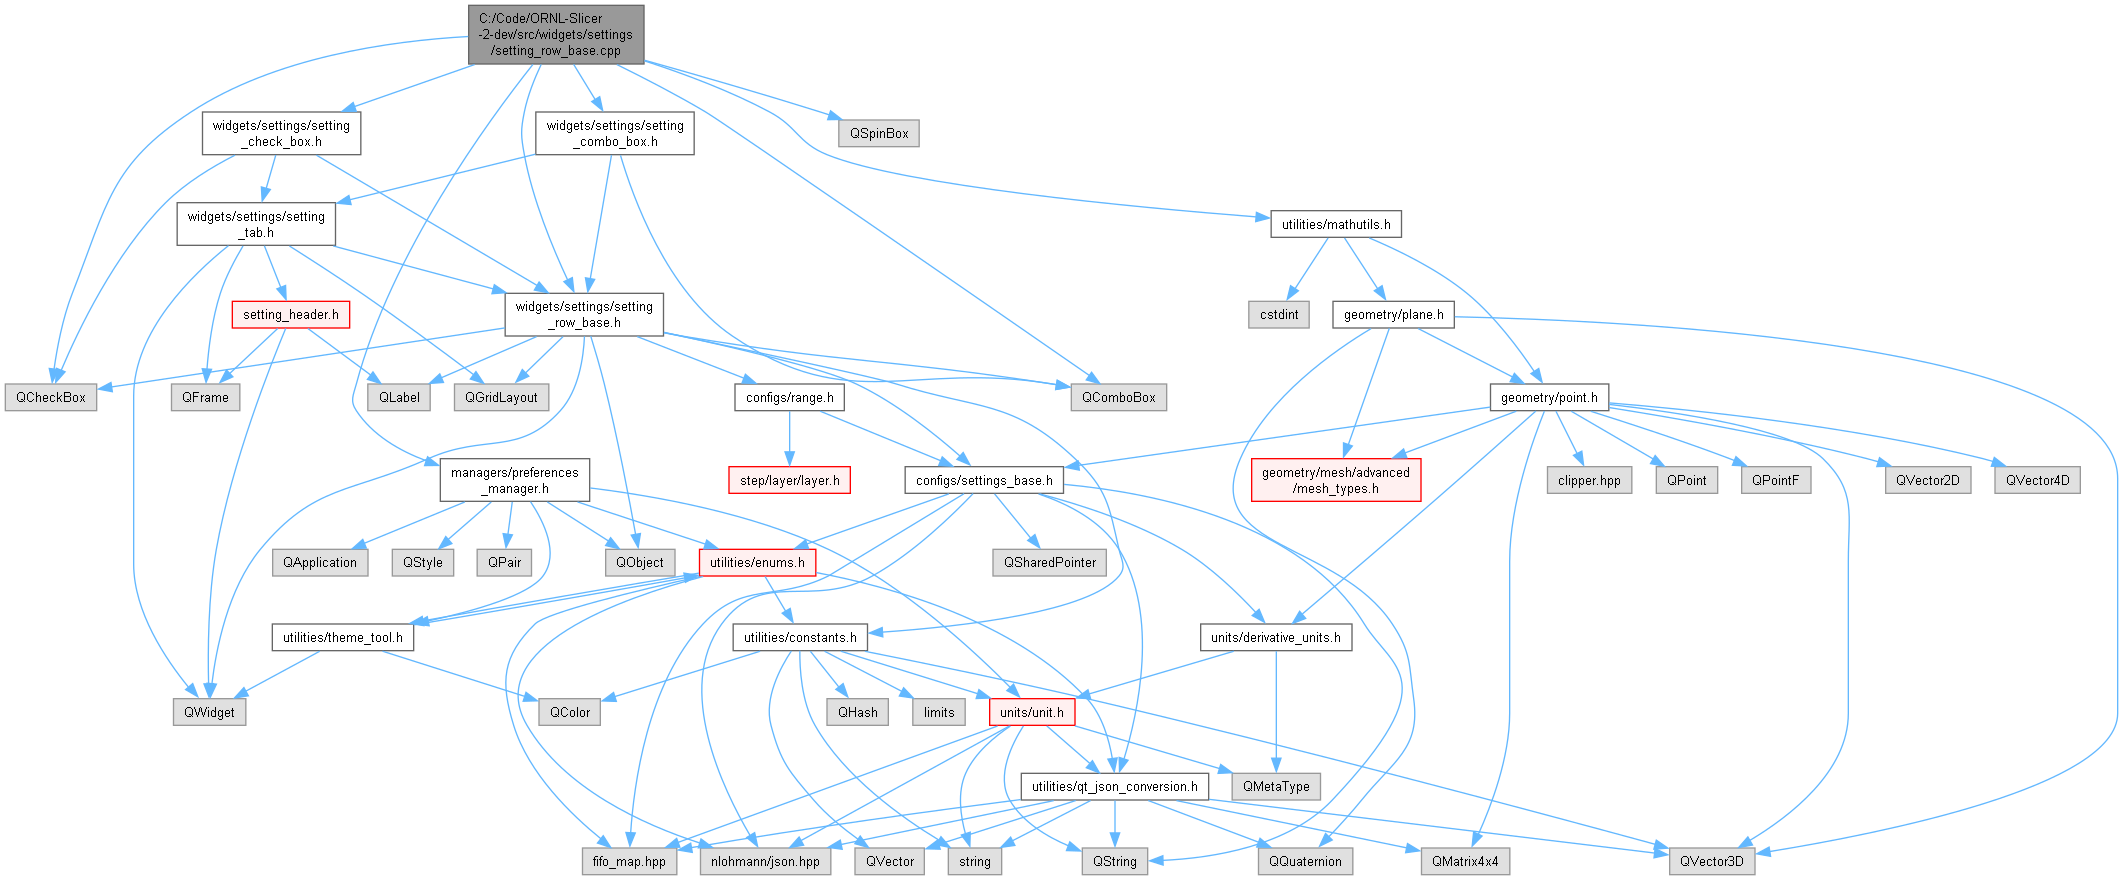 C:/Code/ORNL-Slicer
-2-dev/src/widgets/settings
/setting_row_base.cpp
widgets/settings/setting
_check_box.h
widgets/settings/setting
_combo_box.h
QSpinBox
widgets/settings/setting
_tab.h
utilities/mathutils.h
setting_header.h
widgets/settings/setting
_row_base.h
cstdint
geometry/plane.h
QCheckBox
QFrame
QLabel
QGridLayout
configs/range.h
QComboBox
geometry/point.h
managers/preferences
_manager.h
step/layer/layer.h
configs/settings_base.h
geometry/mesh/advanced
/mesh_types.h
clipper.hpp
QPoint
QPointF
QVector2D
QVector4D
QApplication
QStyle
QPair
QObject
utilities/enums.h
QSharedPointer
utilities/theme_tool.h
utilities/constants.h
units/derivative_units.h
QWidget
QColor
QHash
limits
units/unit.h
utilities/qt_json_conversion.h
QMetaType
fifo_map.hpp
nlohmann/json.hpp
QVector
string
QString
QQuaternion
QMatrix4x4
QVector3D